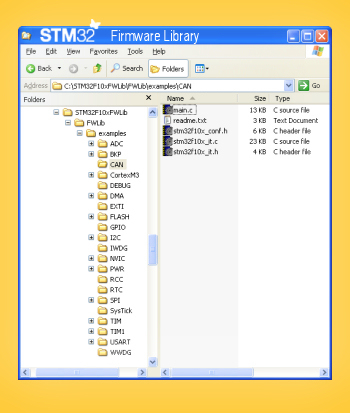 STM32 Firmware Library
File Edit View Favorites Tools Help
Back Search Folders
Address C:\STM32F10xFWLib\FWLib\examples\CAN Go
Folders × Name Size Type
STM32F10xFWLib
FWLib
examples
ADC
BKP
CAN
CortexM3
DEBUG
DMA
EXTI
FLASH
GPIO
I2C
IWDG
NVIC
PWR
RCC
RTC
SPI
SysTick
TIM
TIM1
USART
WWDG
main.c 13 KB C source file
readme.txt 3 KB Text Document
stm32f10x_conf.h 6 KB C header file
stm32f10x_it.c 23 KB C source file
stm32f10x_it.h 4 KB C header file